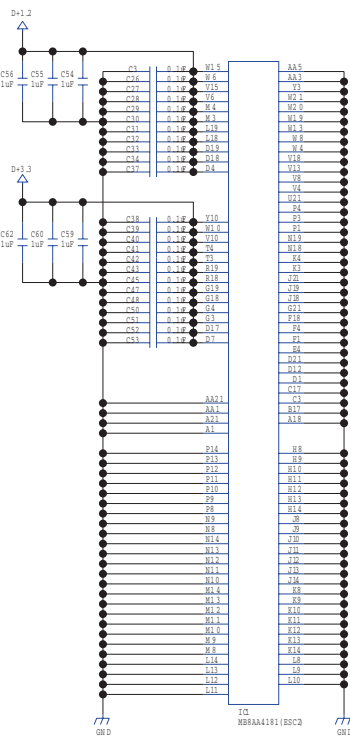 D+1.2
C56 C55 C54
1uF 1uF 1uF
C3 0.1uF W15 AA5
C26 0.1uF W6 AA3
C27 0.1uF V15 Y3
C28 0.1uF V6 W21
C29 0.1uF M4 W20
C30 0.1uF M3 W19
C31 0.1uF L19 W13
C32 0.1uF L18 W8
C33 0.1uF D19 W4
C34 0.1uF D18 V18
C37 0.1uF D4 V13
V8
V4
D+3.3
U21
P4
C38 0.1uF Y10 P3
C39 0.1uF W10 P1
C62 C60 C59
1uF 1uF 1uF
C40 0.1uF V10 N19
C41 0.1uF T4 N18
C42 0.1uF T3 K4
C43 0.1uF R19 K3
C45 0.1uF R18 J21
C47 0.1uF G19 J19
C48 0.1uF G18 J18
C50 0.1uF G4 G21
C51 0.1uF G3 F18
C52 0.1uF D17 F4
C53 0.1uF D7 F1
E4
D21
D12
D1
C17
AA21 C3
AA1 B17
A21 A18
A1
P14 H8
P13 H9
P12 H10
P11 H11
P10 H12
P9 H13
P8 H14
N9 J8
N8 J9
N14 J10
N13 J11
N12 J12
N11 J13
N10 J14
M14 K8
M13 K9
M12 K10
M11 K11
M10 K12
M9 K13
M8 K14
L14 L8
L13 L9
L12 L10
L11
IC1
MB8AA4181(ESC2)
GND GND